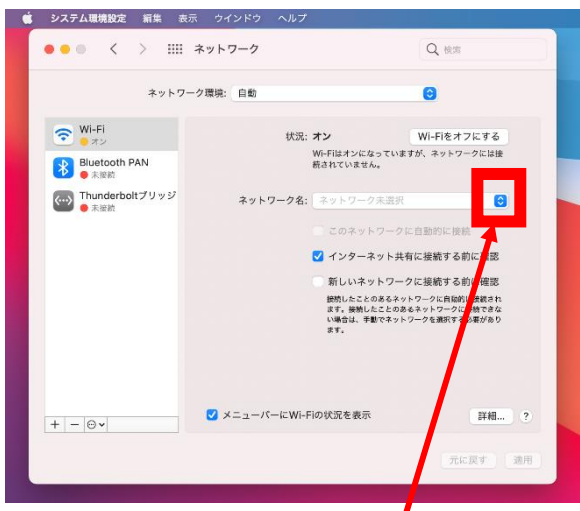 システム環境設定 編集 表示 ウインドウ ヘルプ
ネットワーク
検索
ネットワーク環境: 自動
Wi-Fi
オン
Bluetooth PAN
未接続
Thunderboltブリッジ
未接続
状況: オン
Wi-Fiをオフにする
Wi-Fiはオンになっていますが、ネットワークには接
続されていません。
ネットワーク名: ネットワーク未選択
このネットワークに自動的に接続
インターネット共有に接続する前に確認
新しいネットワークに接続する前に確認
接続したことのあるネットワークに自動的に接続され
ます。接続したことのあるネットワークに接続できな
い場合は、手動でネットワークを選択する必要があり
ます。
メニューバーにWi-Fiの状況を表示
詳細... ?
元に戻す 適用